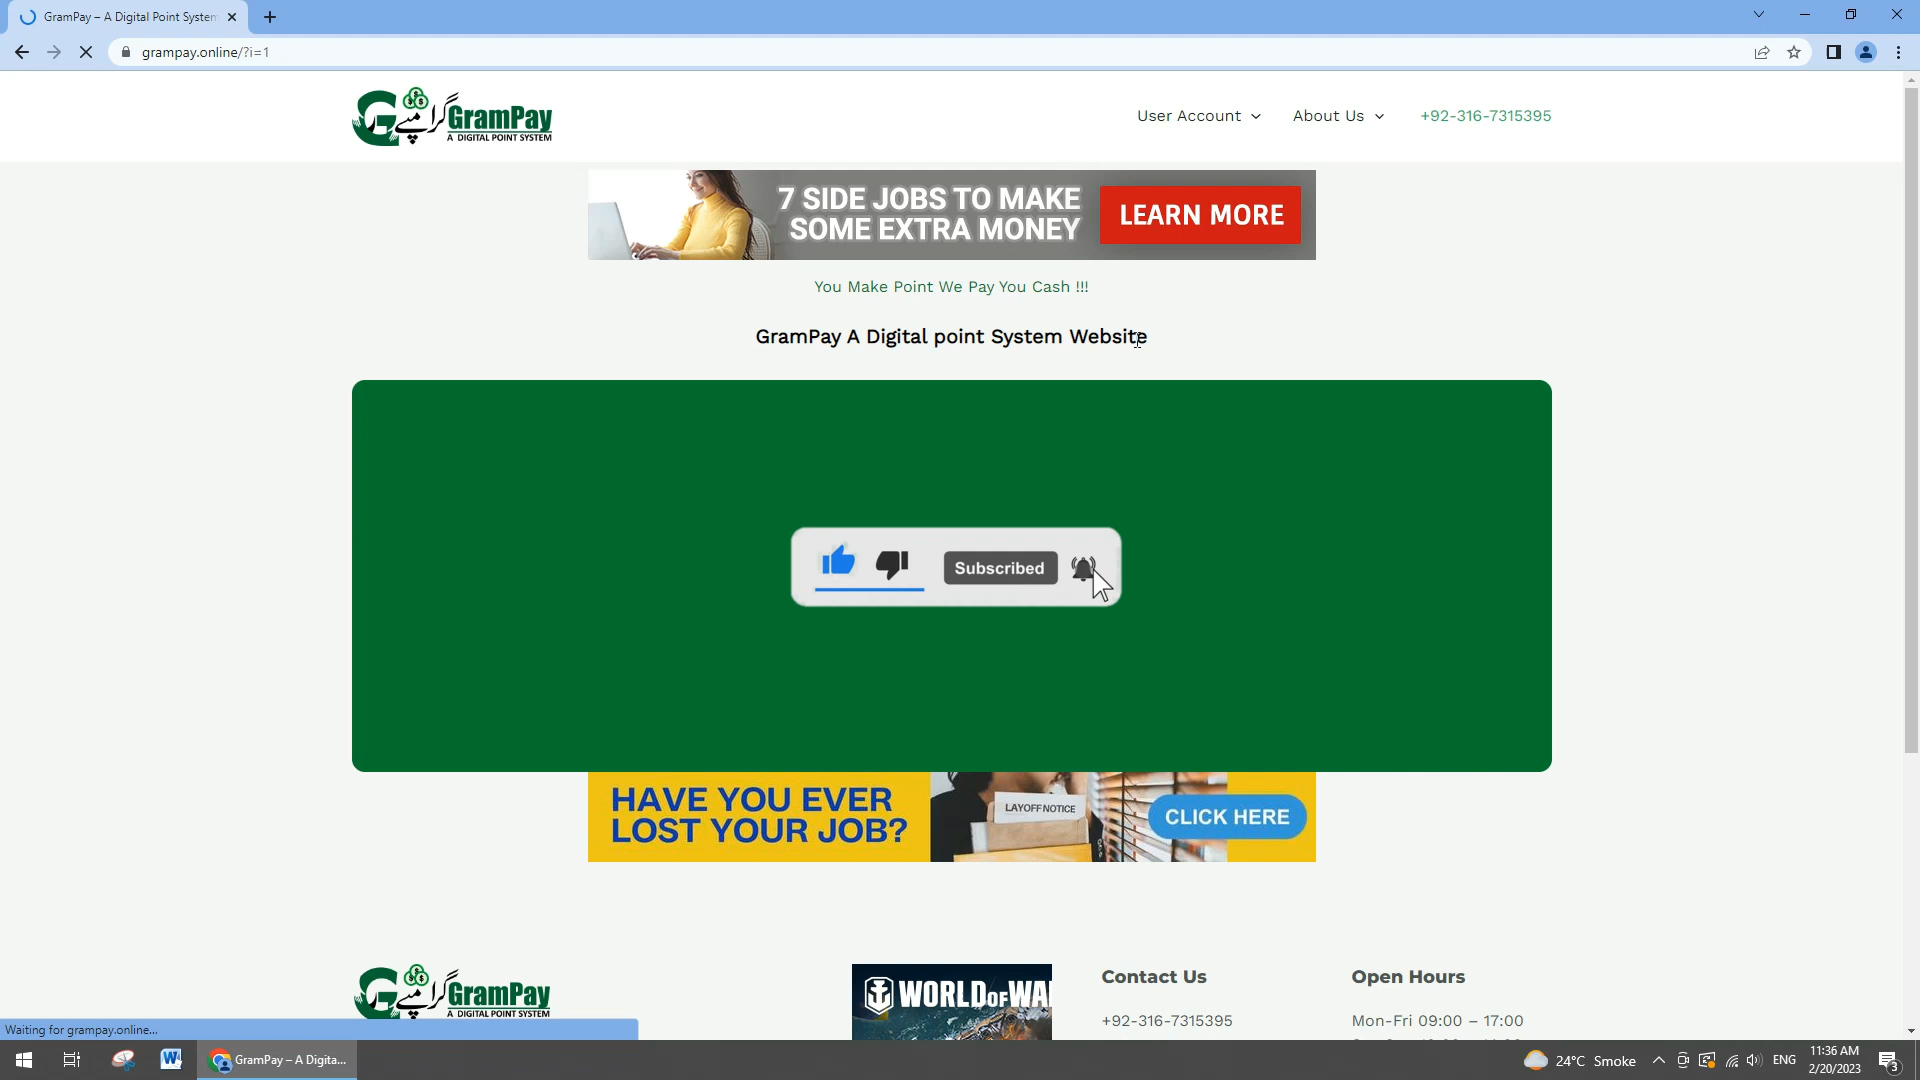 GramPay – A Digital Point System
grampay.online/?i=1
گرامپے GramPay
A DIGITAL POINT SYSTEM
User Account
About Us
+92-316-7315395
7 SIDE JOBS TO MAKE
SOME EXTRA MONEY
LEARN MORE
You Make Point We Pay You Cash !!!
GramPay A Digital point System Website
Subscribed
HAVE YOU EVER
LOST YOUR JOB?
LAYOFF NOTICE
CLICK HERE
گرامپے GramPay
A DIGITAL POINT SYSTEM
WORLD OF WA
Contact Us
+92-316-7315395
Open Hours
Mon-Fri 09:00 – 17:00
Waiting for grampay.online...
GramPay – A Digita...
24°C Smoke
ENG
11:36 AM
2/20/2023
3